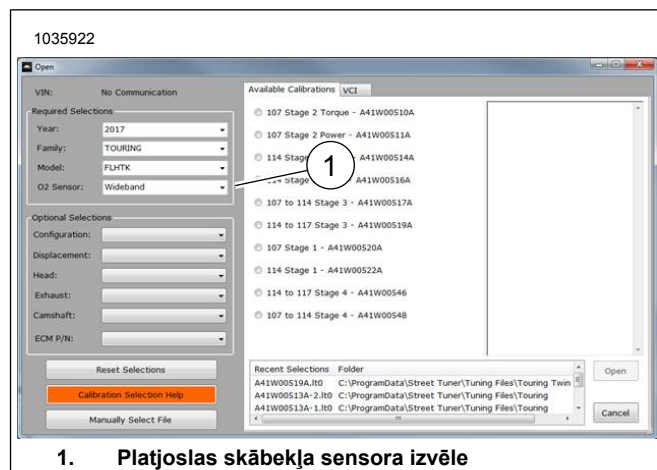 1035922
Open
VIN: No Communication
Required Selections
Year: 2017
Family: TOURING
Model: FLHTK
O2 Sensor: Wideband
Optional Selections
Configuration:
Displacement:
Head:
Exhaust:
Camshaft:
ECM P/N:
Reset Selections
Calibration Selection Help
Manually Select File
Available Calibrations VCI
107 Stage 2 Torque - A41W00510A
107 Stage 2 Power - A41W00511A
114 Stage - A41W00514A
114 Stage A41W00516A
107 to 114 Stage 3 - A41W00517A
114 to 117 Stage 3 - A41W00519A
107 Stage 1 - A41W00520A
114 Stage 1 - A41W00522A
114 to 117 Stage 4 - A41W00546
107 to 114 Stage 4 - A41W00548
1
Recent Selections Folder
A41W00519A.lt0 C:\ProgramData\Street Tuner\Tuning Files\Touring Twin
A41W00513A-2.lt0 C:\ProgramData\Street Tuner\Tuning Files\Touring
A41W00513A-1.lt0 C:\ProgramData\Street Tuner\Tuning Files\Touring
Open
Cancel
1. Platjoslas skābekļa sensora izvēle